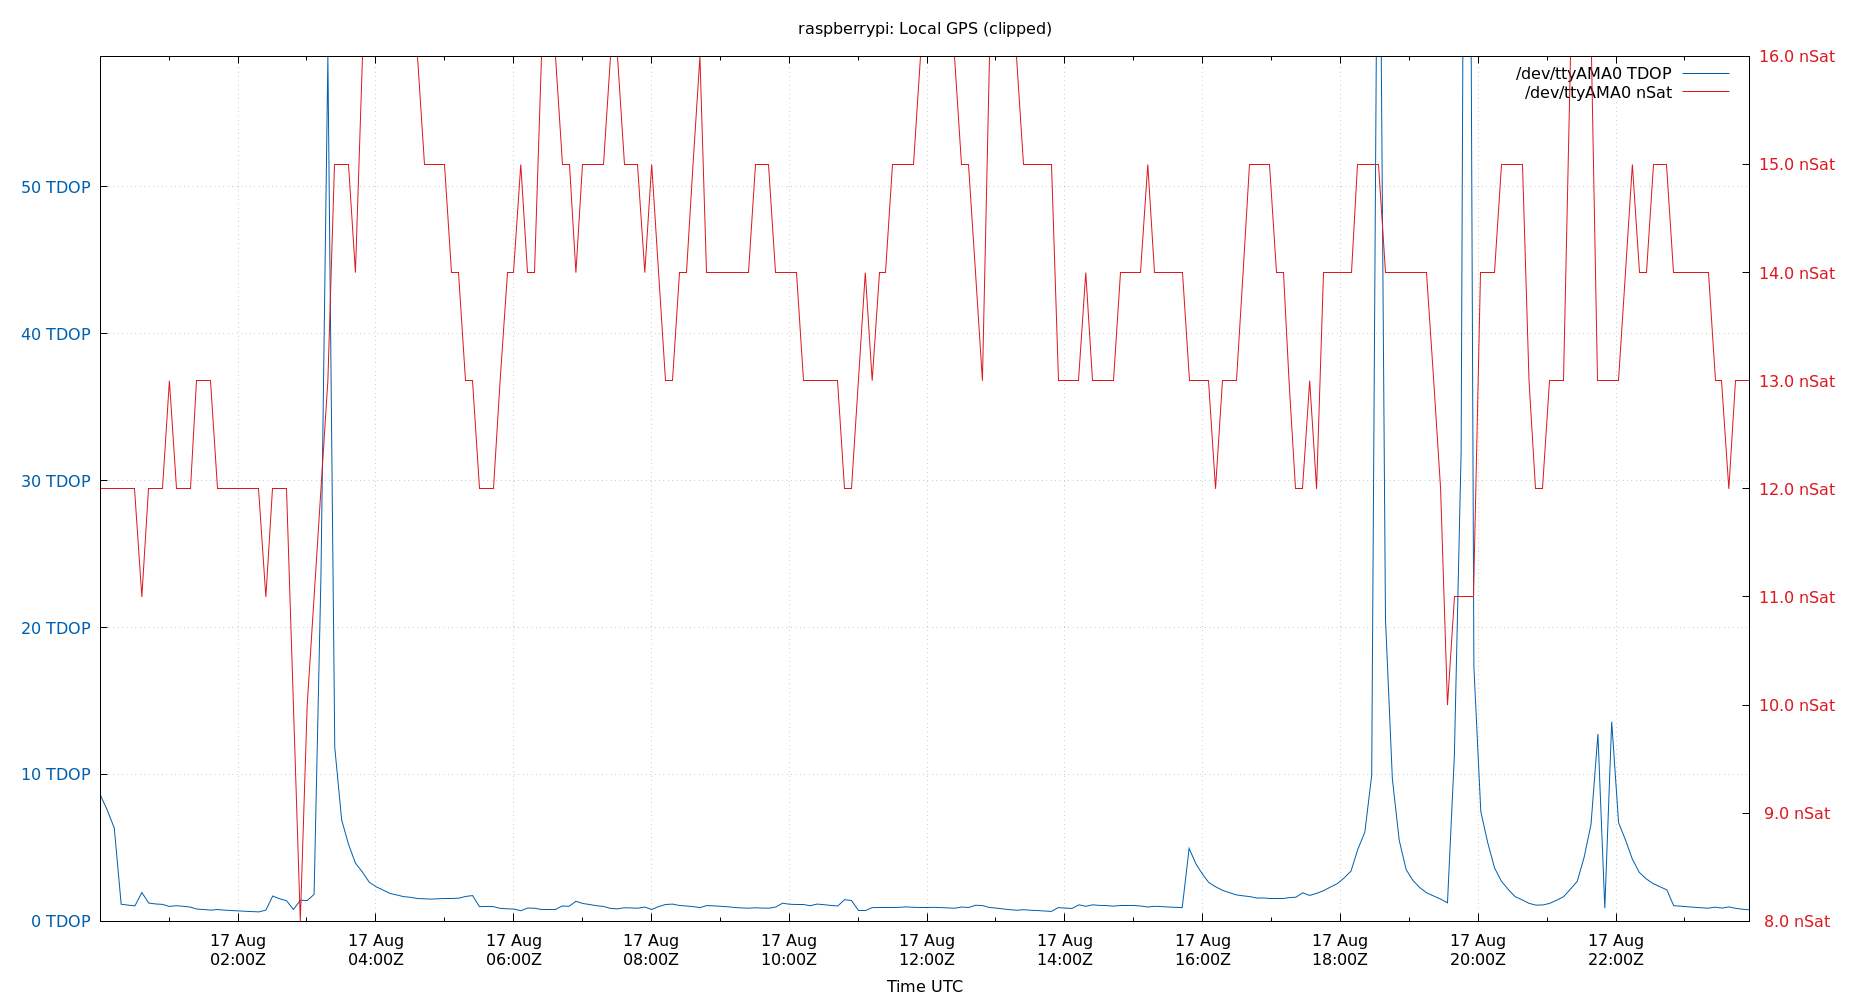 raspberrypi: Local GPS (clipped)
/dev/ttyAMA0 TDOP
/dev/ttyAMA0 nSat
50 TDOP
40 TDOP
30 TDOP
20 TDOP
10 TDOP
0 TDOP
16.0 nSat
15.0 nSat
14.0 nSat
13.0 nSat
12.0 nSat
11.0 nSat
10.0 nSat
9.0 nSat
8.0 nSat
17 Aug
02:00Z
17 Aug
04:00Z
17 Aug
06:00Z
17 Aug
08:00Z
17 Aug
10:00Z
17 Aug
12:00Z
17 Aug
14:00Z
17 Aug
16:00Z
17 Aug
18:00Z
17 Aug
20:00Z
17 Aug
22:00Z
Time UTC